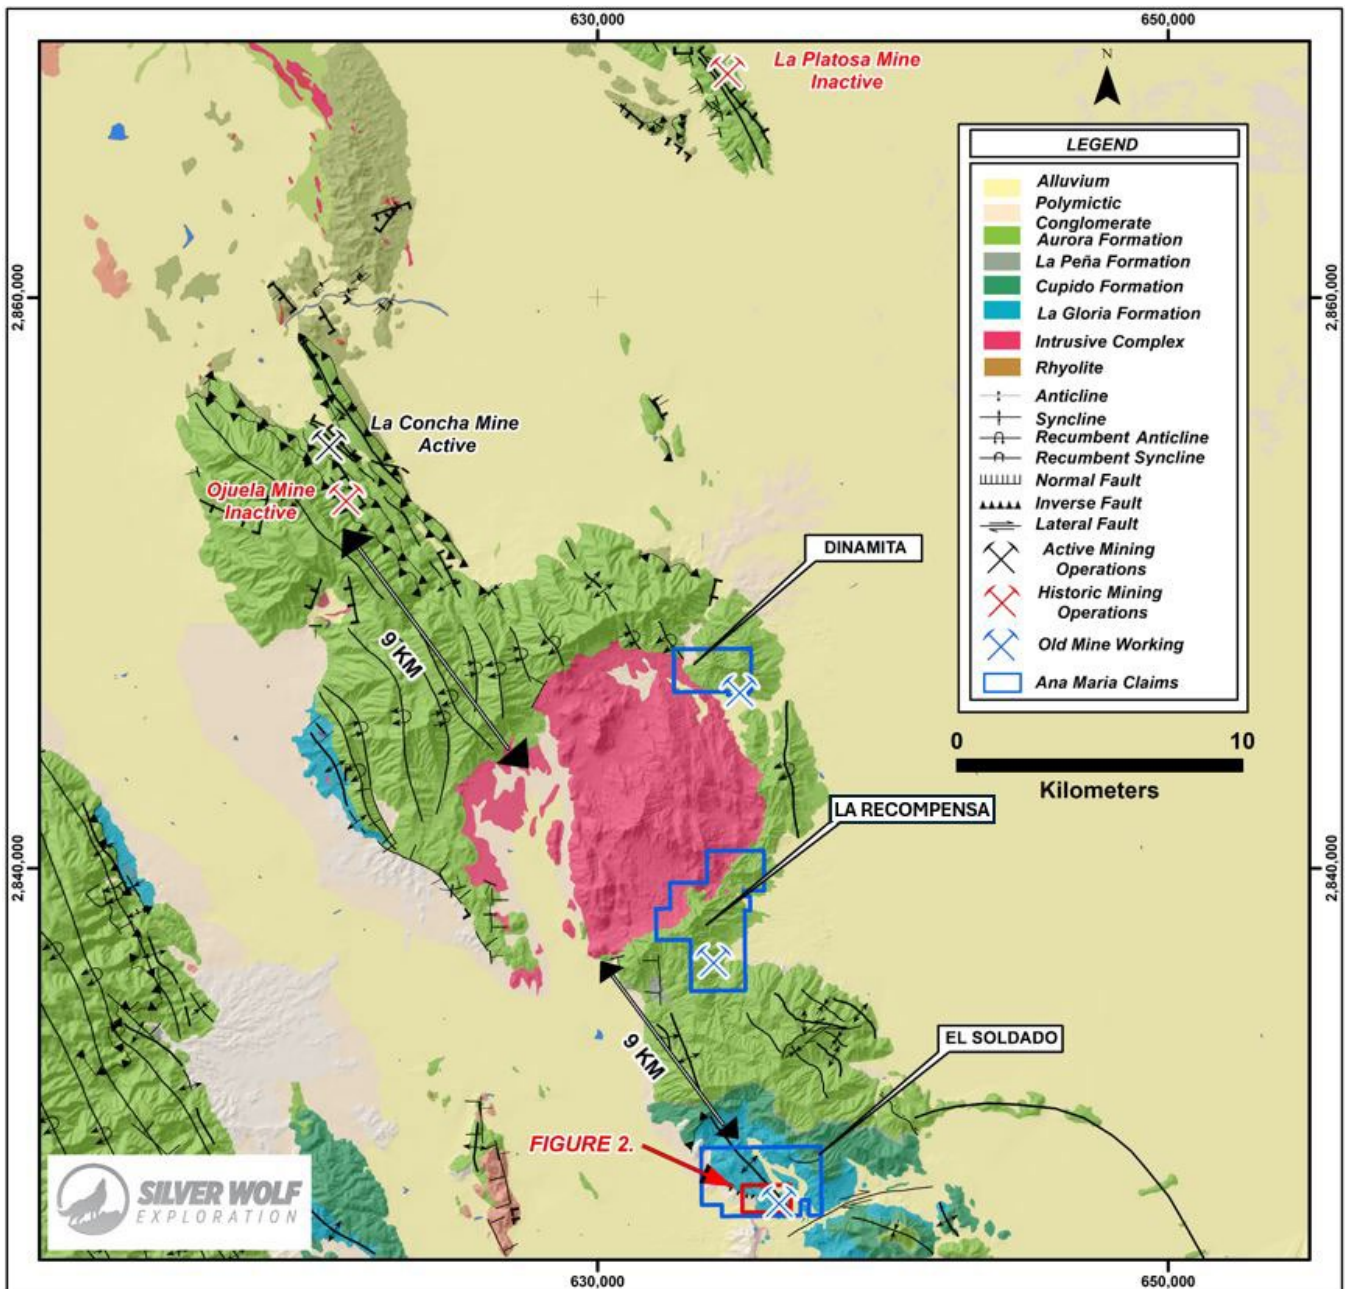 630,000
650,000
La Platosa Mine
Inactive
N
LEGEND
Alluvium
Polymictic
Conglomerate
Aurora Formation
La Peña Formation
Cupido Formation
La Gloria Formation
Intrusive Complex
Rhyolite
Anticline
Syncline
Recumbent Anticline
Recumbent Syncline
Normal Fault
Inverse Fault
Lateral Fault
Active Mining
Operations
Historic Mining
Operations
Old Mine Working
Ana Maria Claims
2,860,000
2,860,000
La Concha Mine
Active
Ojuela Mine
Inactive
DINAMITA
9 KM
0
10
Kilometers
LA RECOMPENSA
2,840,000
2,840,000
EL SOLDADO
9 KM
FIGURE 2.
SILVER WOLF
EXPLORATION
630,000
650,000